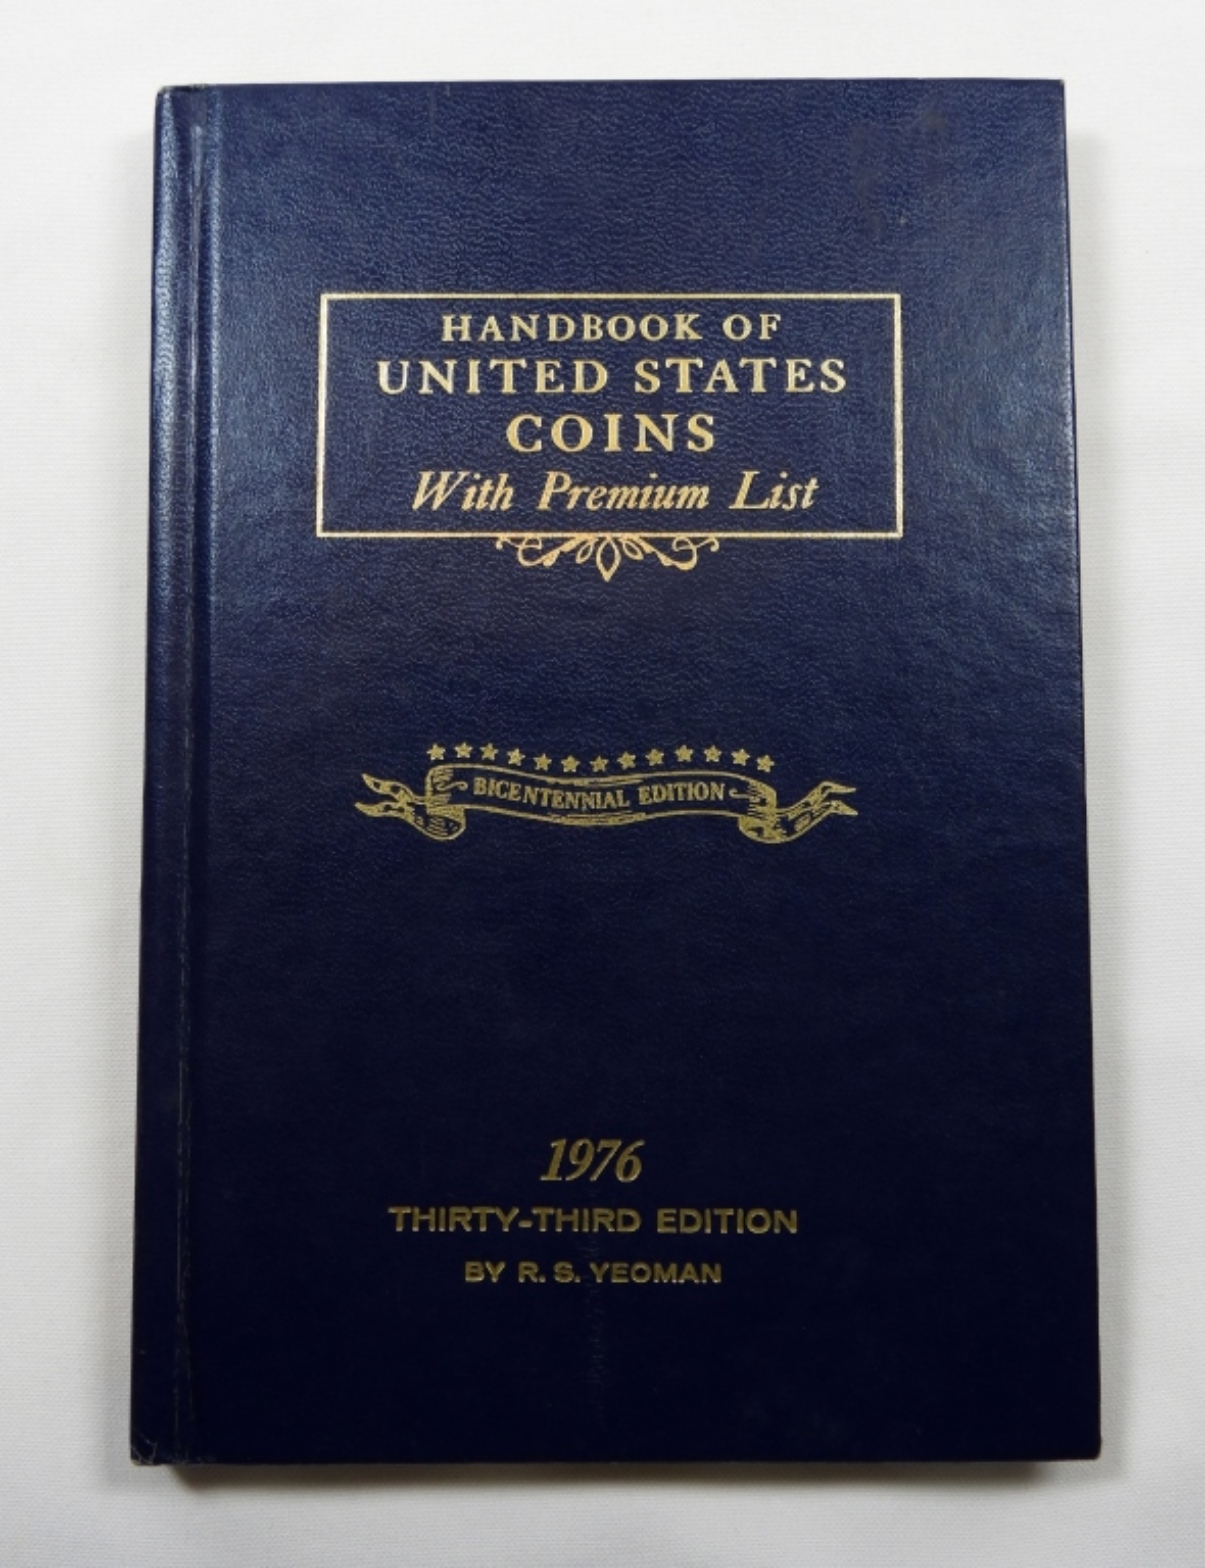 HANDBOOK OF
UNITED STATES
COINS
With Premium List
BICENTENNIAL EDITION
1976
THIRTY-THIRD EDITION
BY R. S. YEOMAN